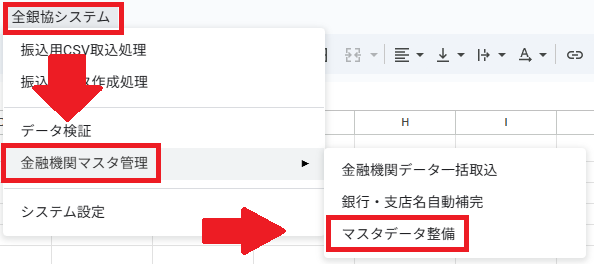 全銀協システム
振込用CSV取込処理
振込 作成処理
データ検証
金融機関マスタ管理
システム設定
H I
金融機関データ一括取込
銀行・支店名自動補完
マスタデータ整備